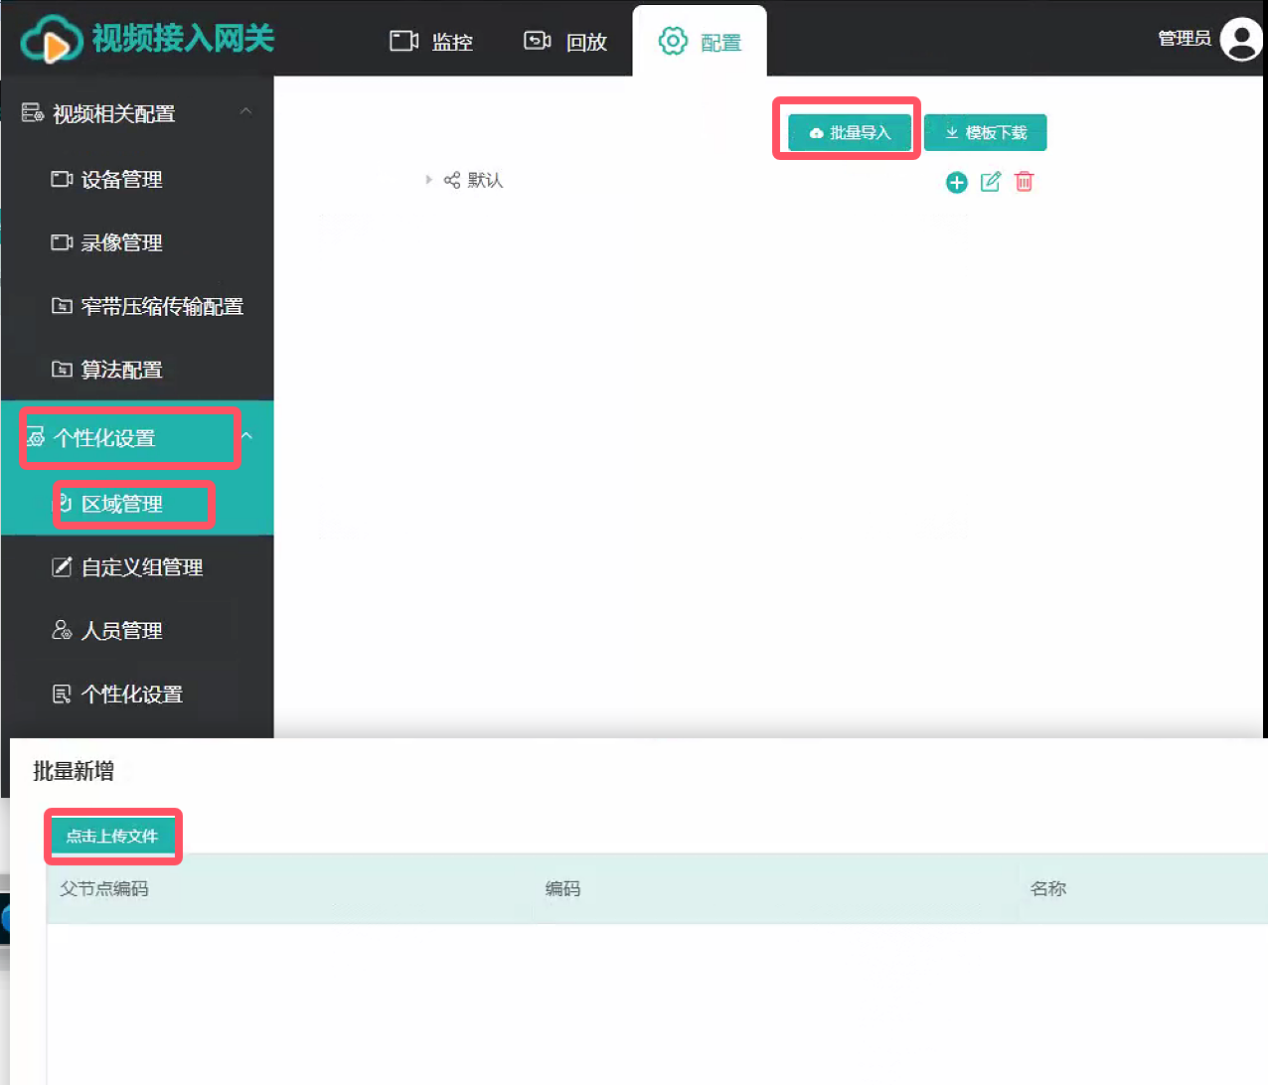 视频接入网关
监控
回放
配置
管理员
视频相关配置
批量导入
模板下载
设备管理
默认
录像管理
窄带压缩传输配置
算法配置
个性化设置
区域管理
自定义组管理
人员管理
个性化设置
批量新增
点击上传文件
父节点编码
编码
名称